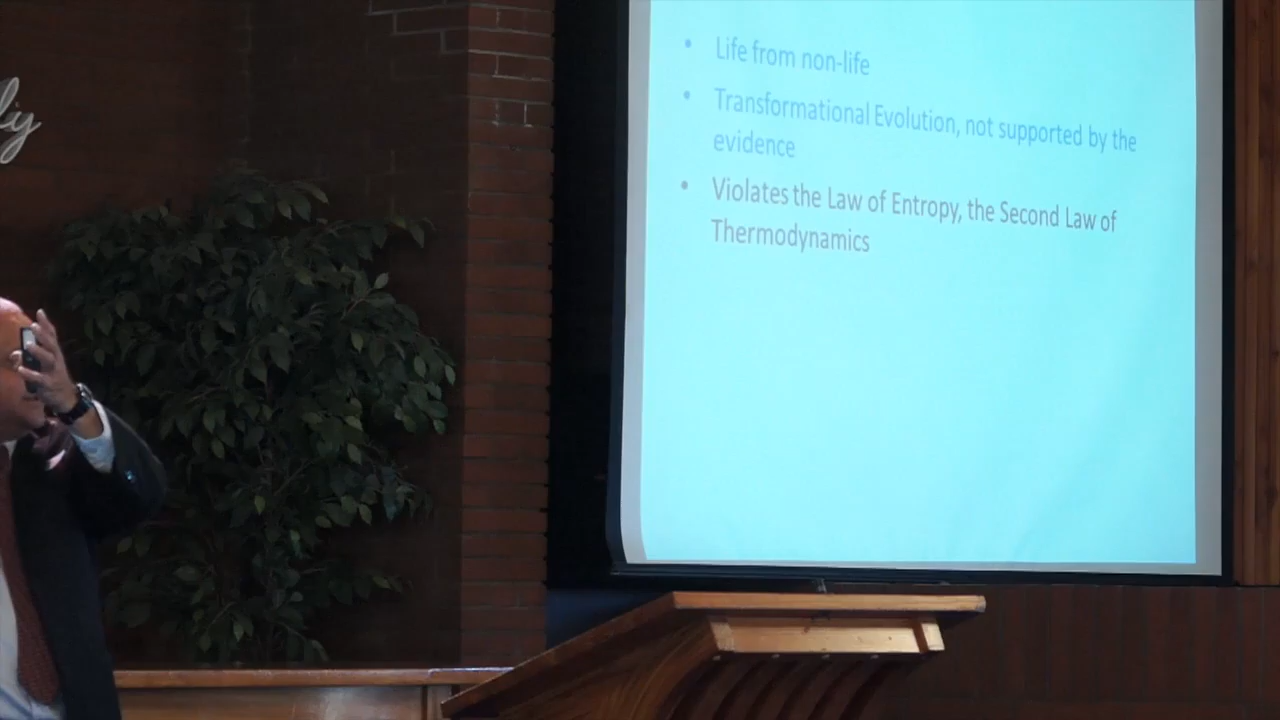 ly
• Life from non-life
• Transformational Evolution, not supported by the
evidence
• Violates the Law of Entropy, the Second Law of
Thermodynamics